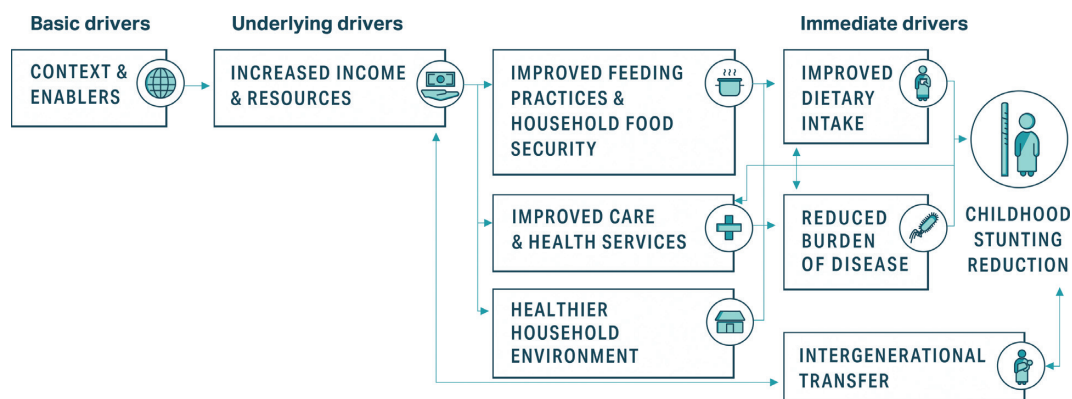 Basic drivers
Underlying drivers
Immediate drivers
CONTEXT &
ENABLERS
INCREASED INCOME
& RESOURCES
IMPROVED FEEDING
PRACTICES &
HOUSEHOLD FOOD
SECURITY
IMPROVED
DIETARY
INTAKE
IMPROVED CARE
& HEALTH SERVICES
REDUCED
BURDEN
OF DISEASE
CHILDHOOD
STUNTING
REDUCTION
HEALTHIER
HOUSEHOLD
ENVIRONMENT
INTERGENERATIONAL
TRANSFER